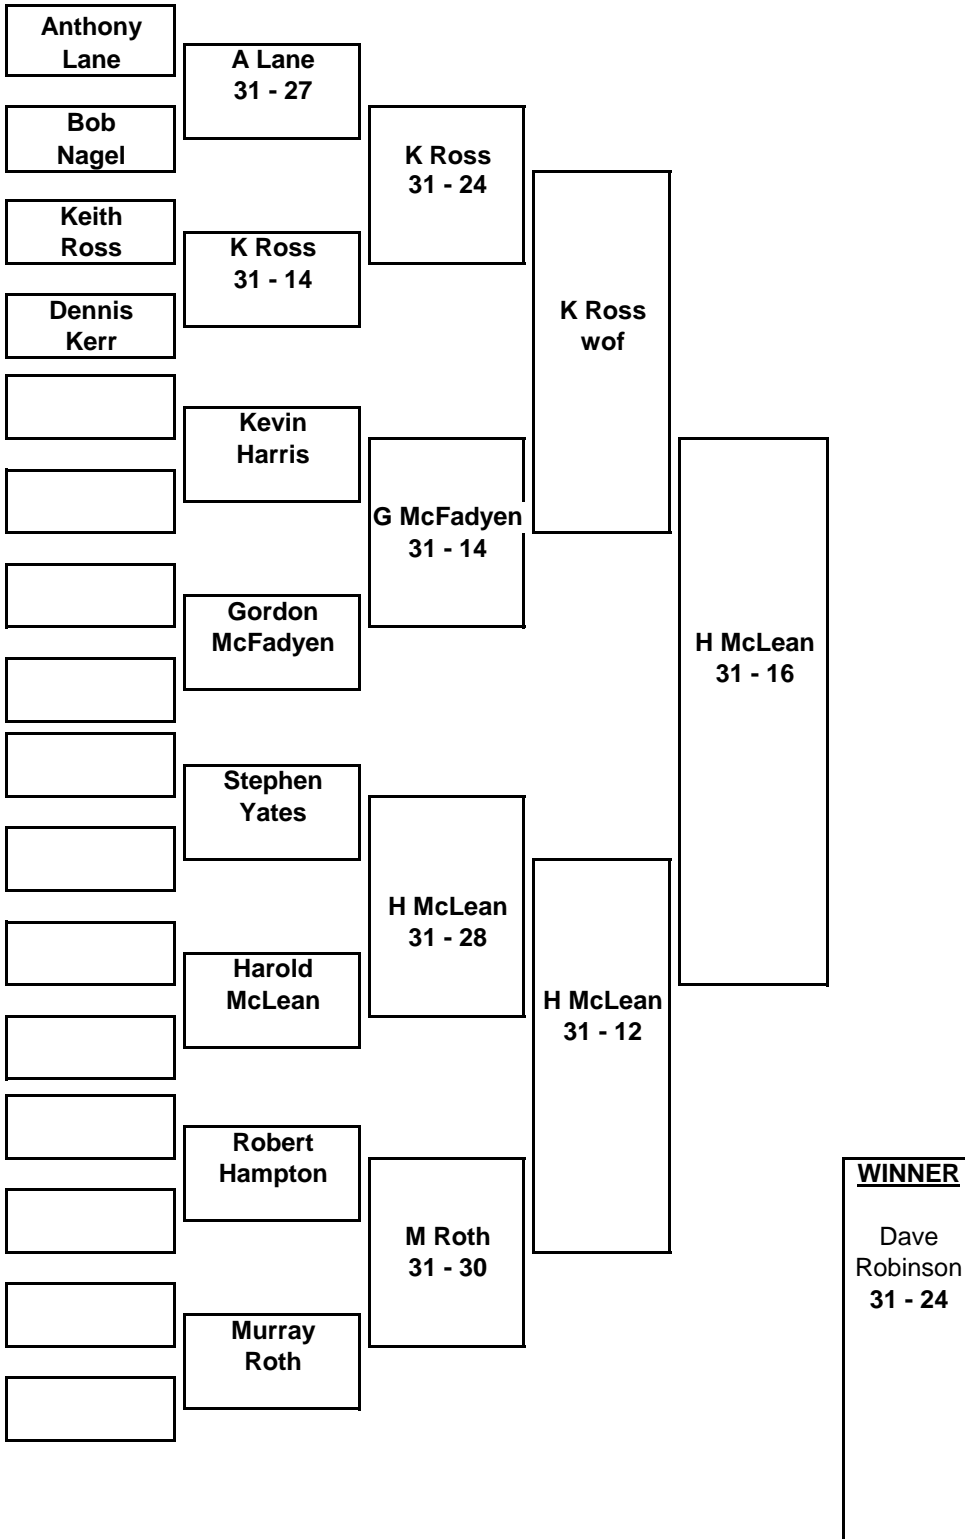 Anthony
Lane
A Lane
31 - 27
Bob
Nagel
K Ross
31 - 24
Keith
Ross
K Ross
31 - 14
Dennis
Kerr
K Ross
wof
Kevin
Harris
G McFadyen
31 - 14
Gordon
McFadyen
H McLean
31 - 16
Stephen
Yates
H McLean
31 - 28
Harold
McLean
H McLean
31 - 12
Robert
Hampton
M Roth
31 - 30
Murray
Roth
WINNER
Dave
Robinson
31 - 24